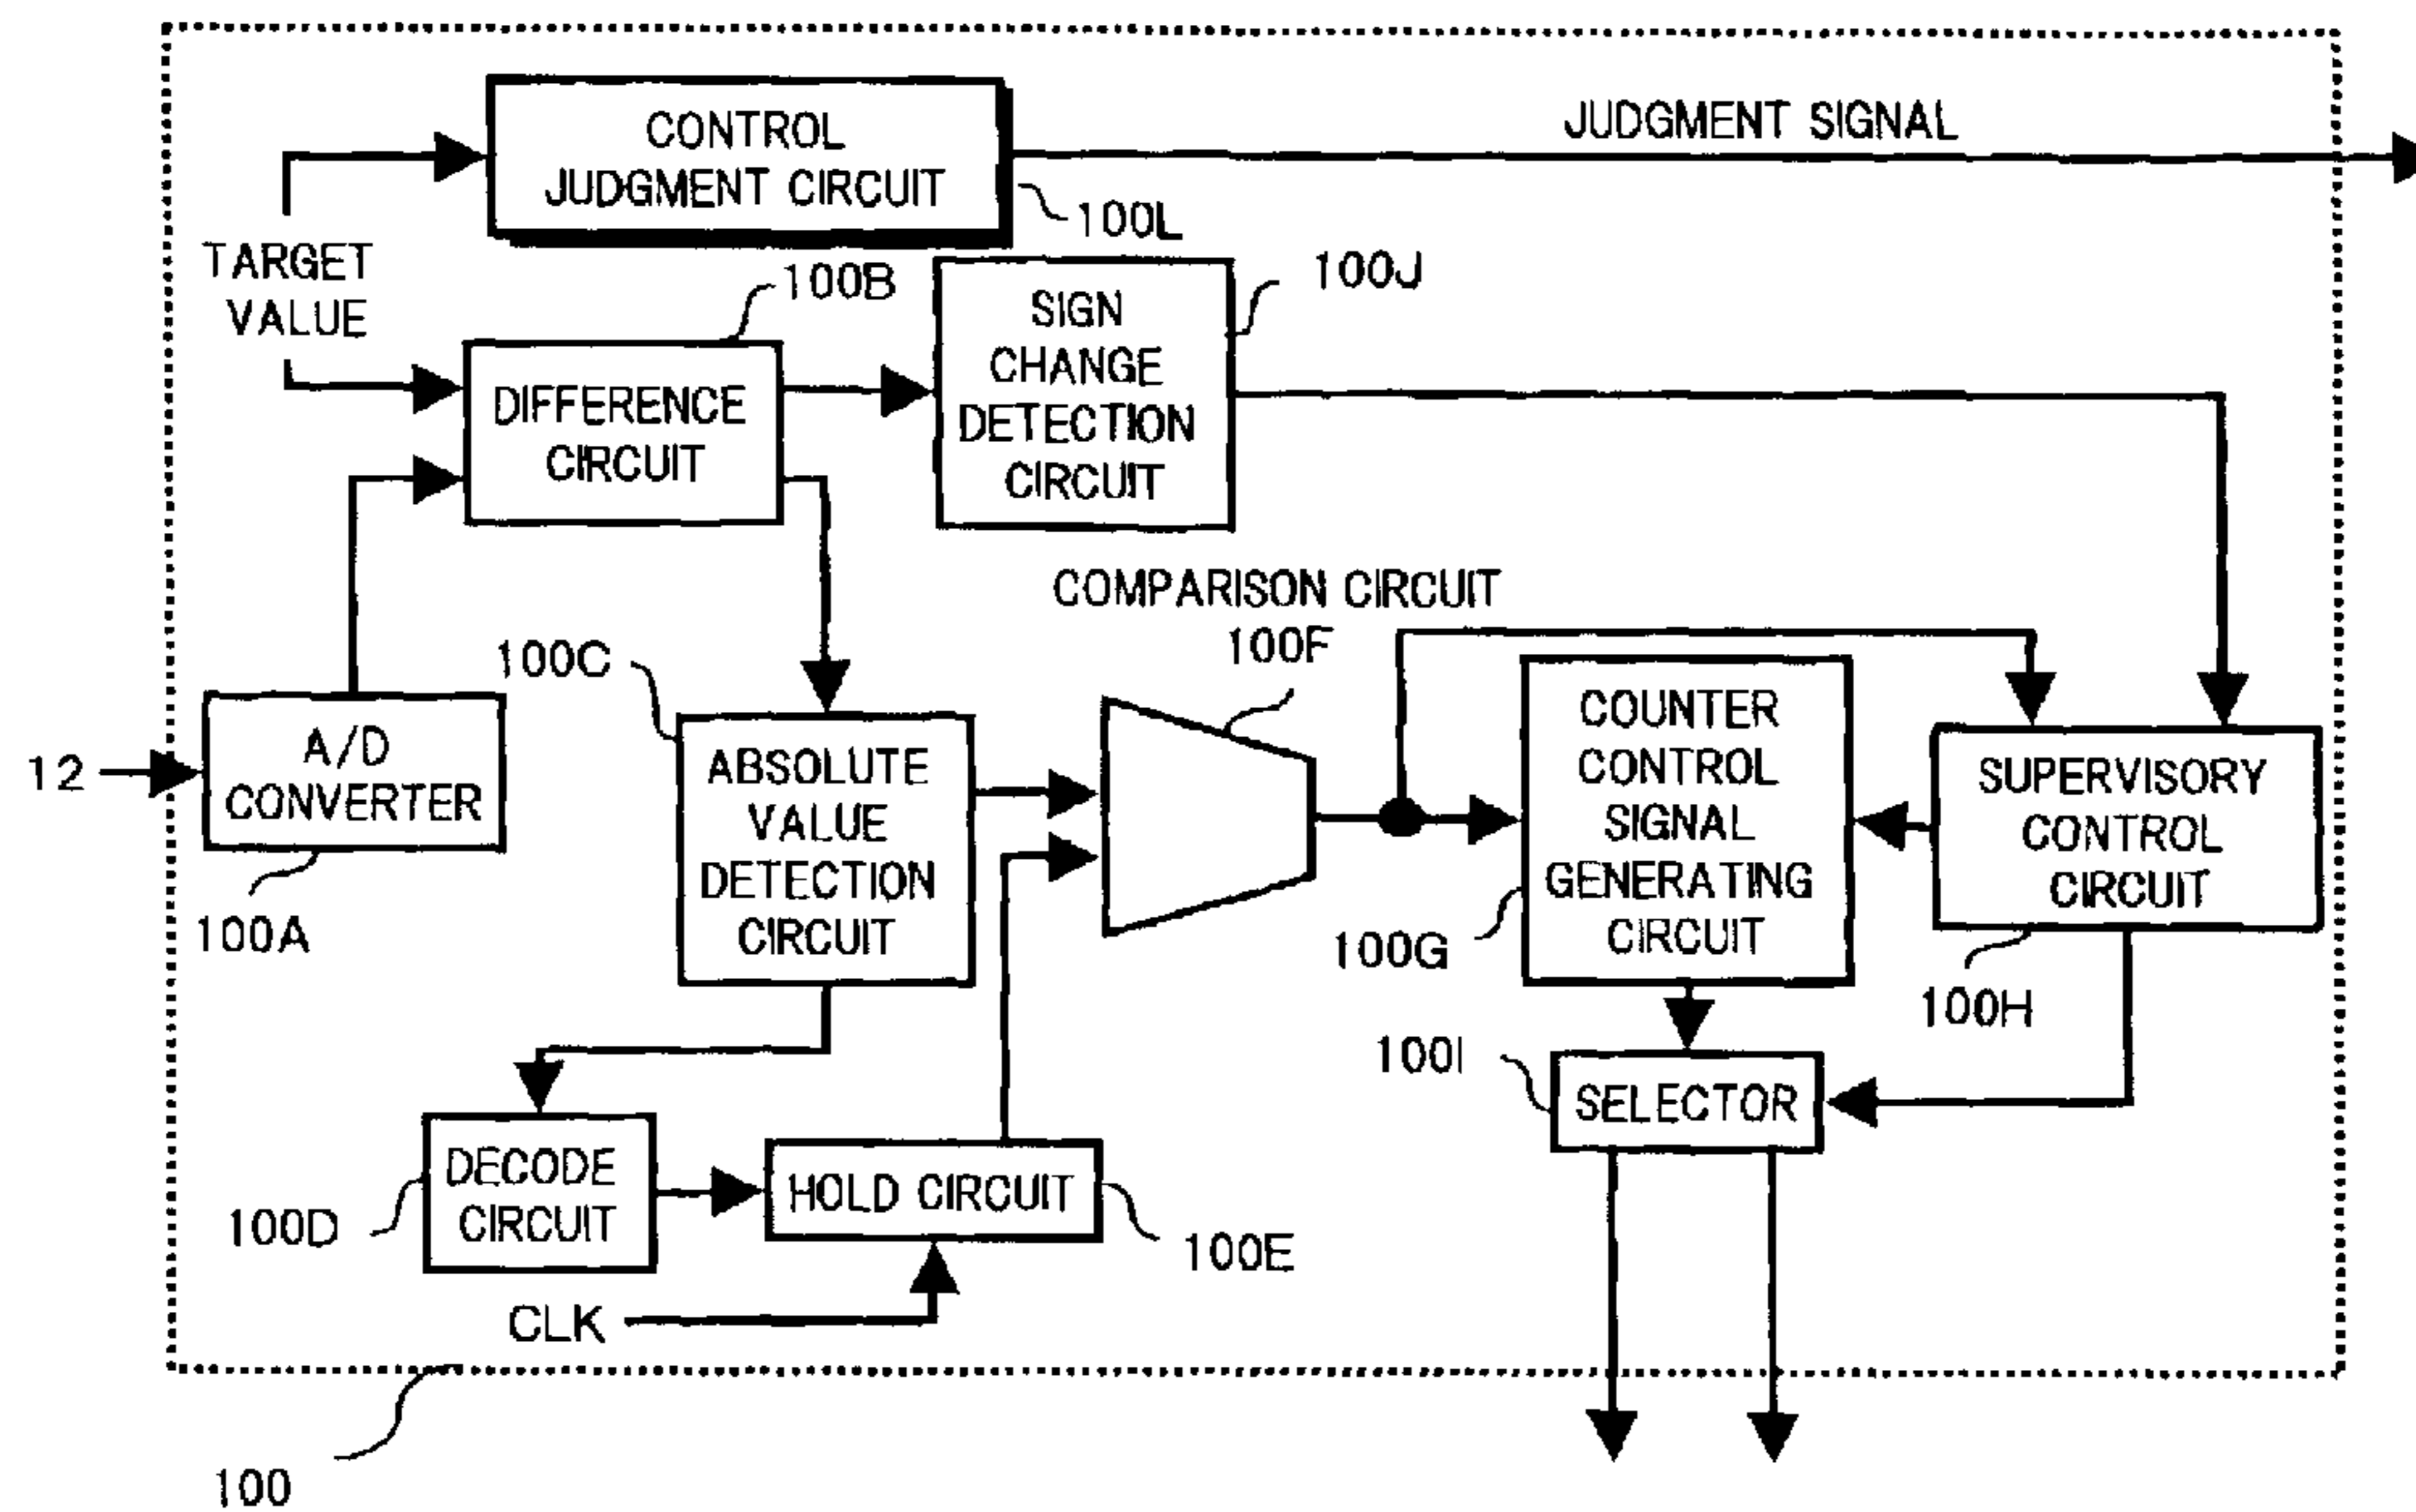 CONTROL
JUDGMENT CIRCUIT
JUDGMENT SIGNAL
100L
TARGET
VALUE
100B
100J
DIFFERENCE
CIRCUIT
SIGN
CHANGE
DETECTION
CIRCUIT
COMPARISON CIRCUIT
100F
100C
12
A/D
CONVERTER
100A
ABSOLUTE
VALUE
DETECTION
CIRCUIT
COUNTER
CONTROL
SIGNAL
GENERATING
CIRCUIT
100G
SUPERVISORY
CONTROL
CIRCUIT
100H
100I
SELECTOR
DECODE
CIRCUIT
100D
HOLD CIRCUIT
100E
CLK
100